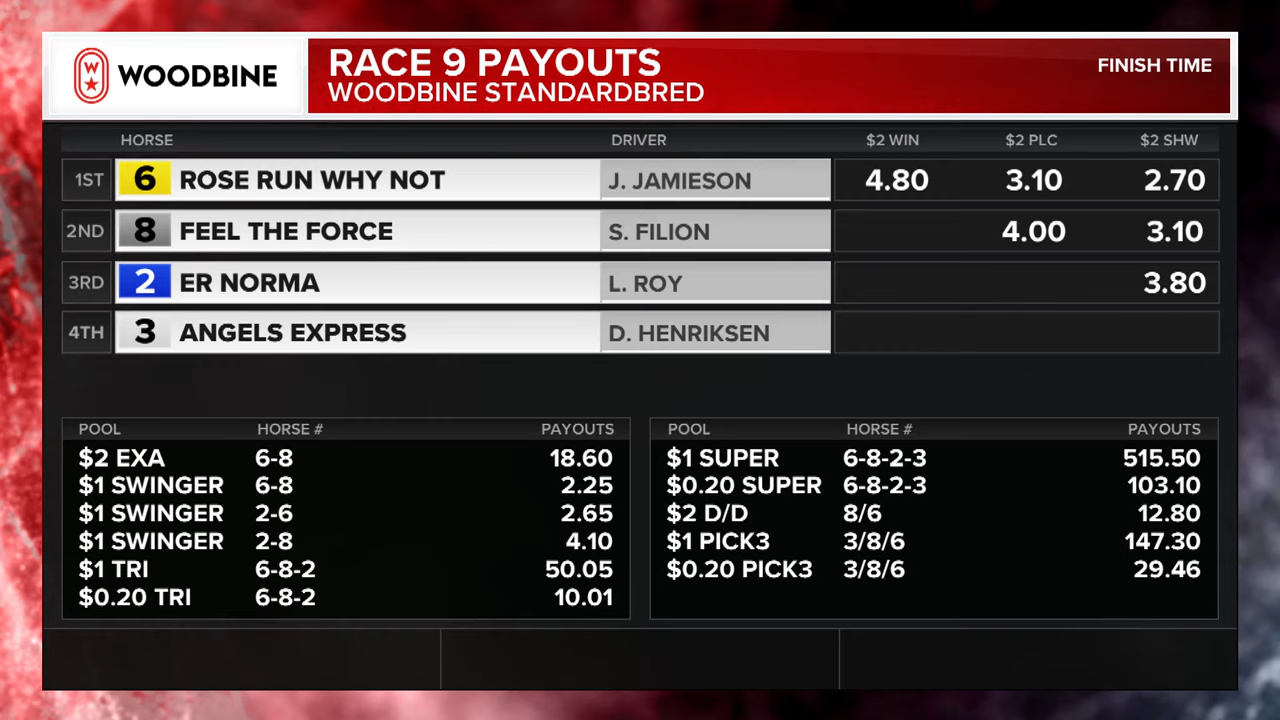 W
WOODBINE
RACE 9 PAYOUTS
WOODBINE STANDARDBRED
FINISH TIME
HORSE DRIVER $2 WIN $2 PLC $2 SHW
1ST 6 ROSE RUN WHY NOT J. JAMIESON 4.80 3.10 2.70
2ND 8 FEEL THE FORCE S. FILION 4.00 3.10
3RD 2 ER NORMA L. ROY 3.80
4TH 3 ANGELS EXPRESS D. HENRIKSEN
POOL HORSE # PAYOUTS
$2 EXA 6-8 18.60
$1 SWINGER 6-8 2.25
$1 SWINGER 2-6 2.65
$1 SWINGER 2-8 4.10
$1 TRI 6-8-2 50.05
$0.20 TRI 6-8-2 10.01
POOL HORSE # PAYOUTS
$1 SUPER 6-8-2-3 515.50
$0.20 SUPER 6-8-2-3 103.10
$2 D/D 8/6 12.80
$1 PICK3 3/8/6 147.30
$0.20 PICK3 3/8/6 29.46